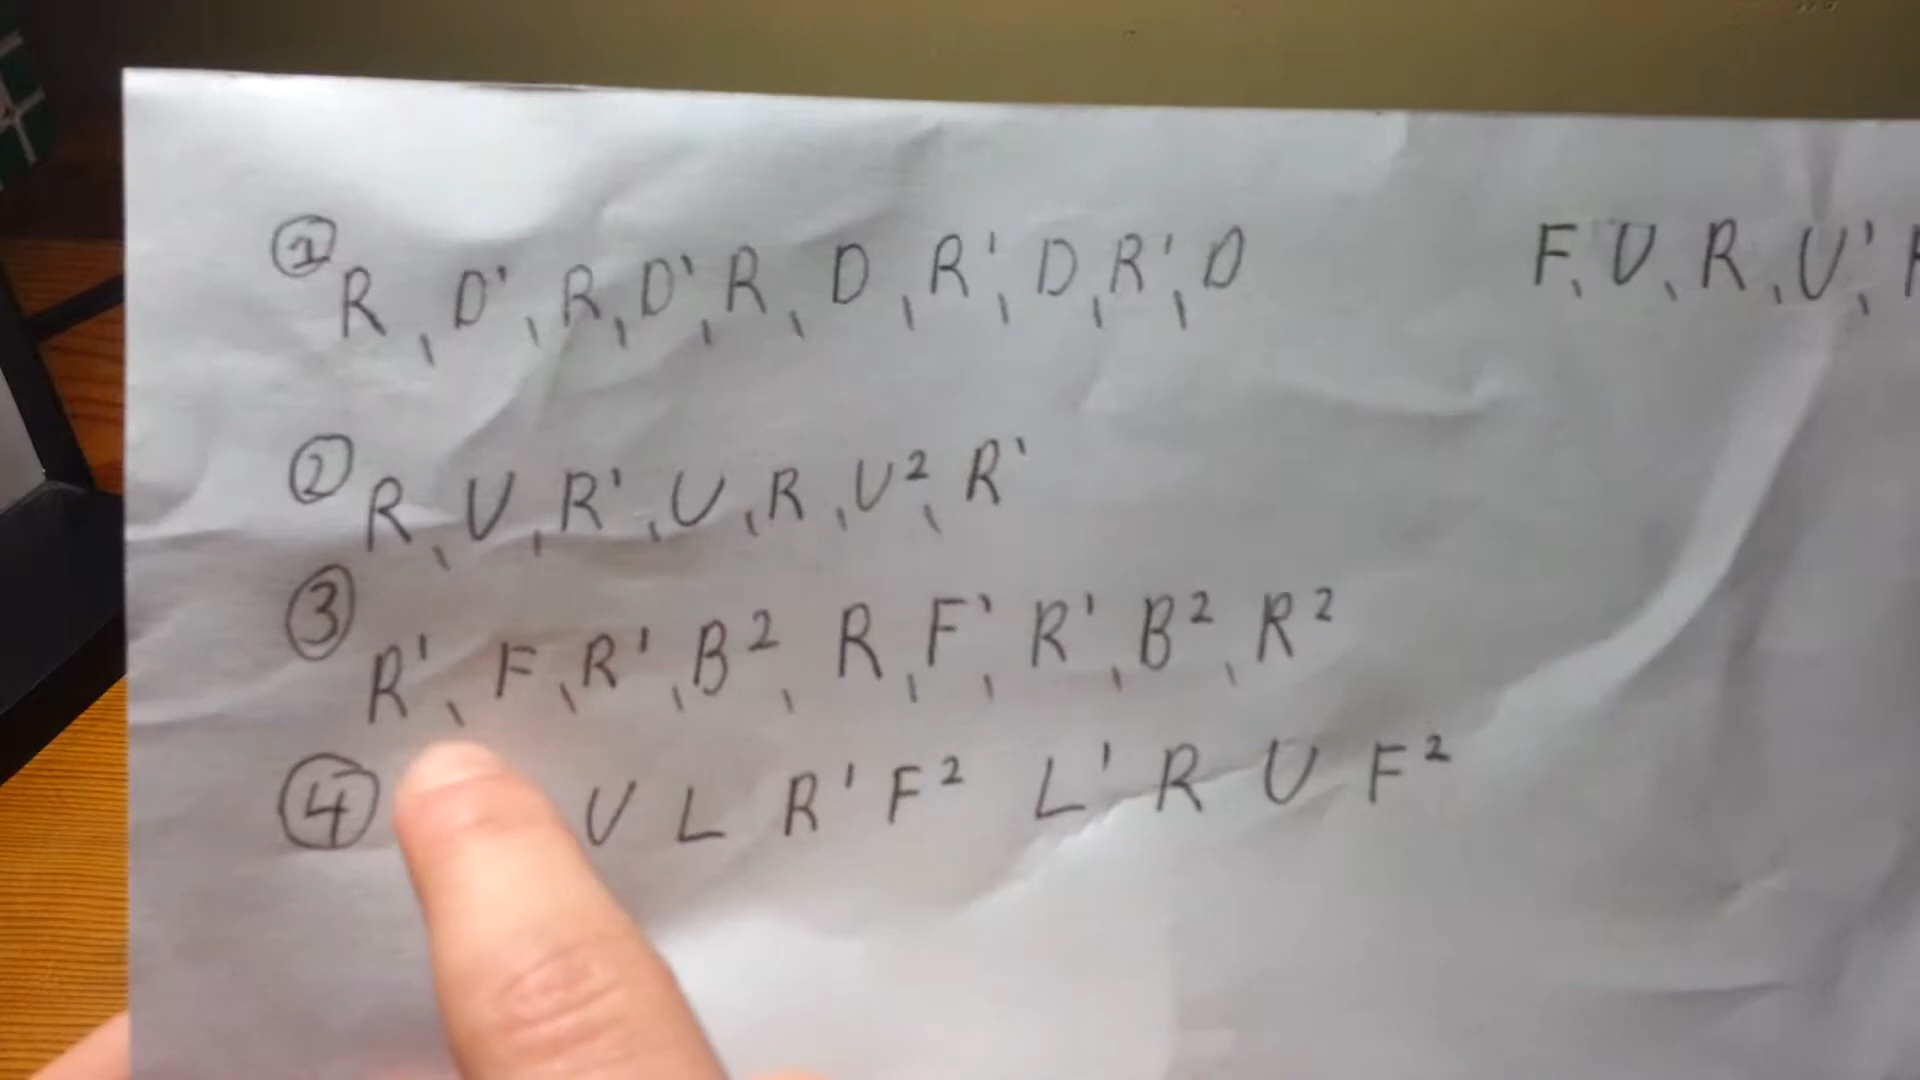 ① R, D', R, D' R, D, R', D, R', D F, U, R, U',
② R, U, R', U, R, U², R'
③ R', F, R', B², R, F', R', B², R²
④ U L R' F² L' R U F²